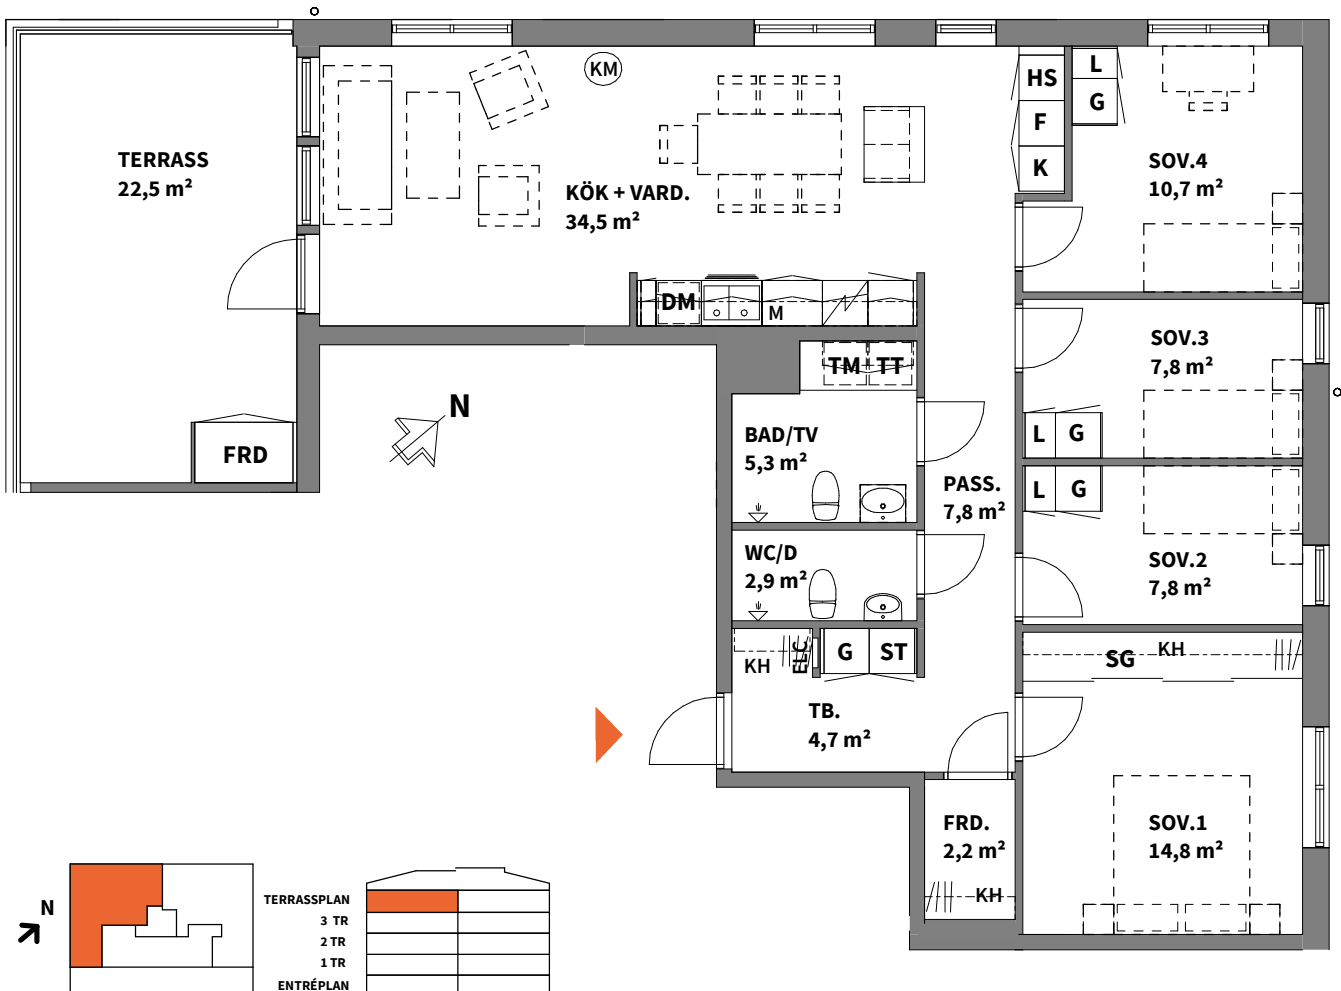 KM
HS
F
K
L
G
TERRASS
22,5 m²
KÖK + VARD.
34,5 m²
SOV.4
10,7 m²
DM
M
TM
TT
SOV.3
7,8 m²
N
L
G
FRD
BAD/TV
5,3 m²
PASS.
7,8 m²
L
G
WC/D
2,9 m²
SOV.2
7,8 m²
KH
ELC
G
ST
SG
KH
TB.
4,7 m²
FRD.
2,2 m²
KH
SOV.1
14,8 m²
N
TERRASSPLAN
3 TR
2 TR
1 TR
ENTRÉPLAN